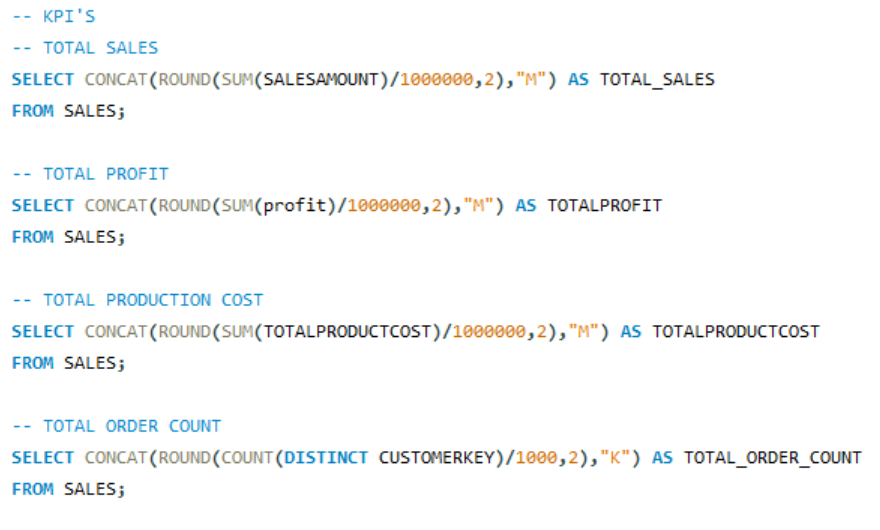 -- KPI'S
-- TOTAL SALES
SELECT CONCAT(ROUND(SUM(SALESAMOUNT)/1000000,2),"M") AS TOTAL_SALES
FROM SALES;
-- TOTAL PROFIT
SELECT CONCAT(ROUND(SUM(profit)/1000000,2),"M") AS TOTALPROFIT
FROM SALES;
-- TOTAL PRODUCTION COST
SELECT CONCAT(ROUND(SUM(TOTALPRODUCTCOST)/1000000,2),"M") AS TOTALPRODUCTCOST
FROM SALES;
-- TOTAL ORDER COUNT
SELECT CONCAT(ROUND(COUNT(DISTINCT CUSTOMERKEY)/1000,2),"K") AS TOTAL_ORDER_COUNT
FROM SALES;